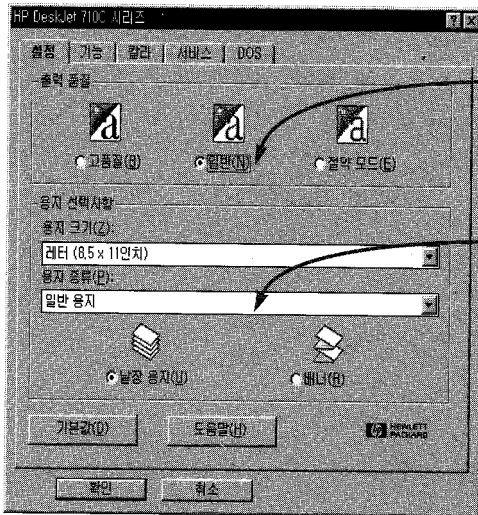 HP DeskJet 710C 시리즈
설정 기능 칼라 서비스 DOS
출력 품질
고품질(B) 일반(N) 절약 모드(E)
용지 선택사항
용지 크기(Z):
레터 (8,5 x 11인치)
용지 종류(P):
일반 용지
낱장 용지(U) 배너(R)
기본값(D) 도움말(H) HEWLETT
PACKARD
확인 취소